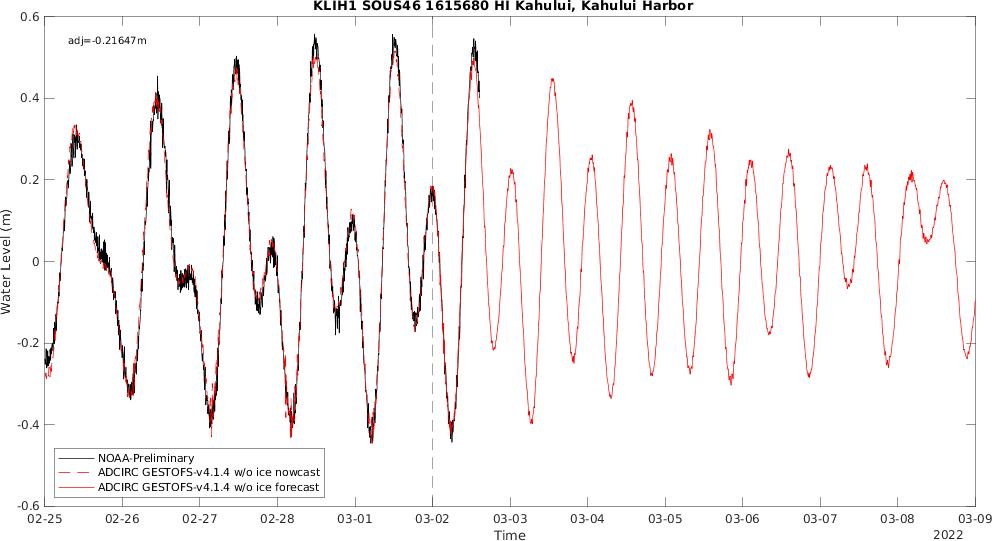 KLIH1 SOUS46 1615680 HI Kahului, Kahului Harbor
adj=-0.21647m
0.6
0.4
0.2
0
-0.2
-0.4
-0.6
Water Level (m)
NOAA-Preliminary
ADCIRC GESTOFS-v4.1.4 w/o ice nowcast
ADCIRC GESTOFS-v4.1.4 w/o ice forecast
02-25 02-26 02-27 02-28 03-01 03-02 03-03 03-04 03-05 03-06 03-07 03-08 03-09
Time
2022